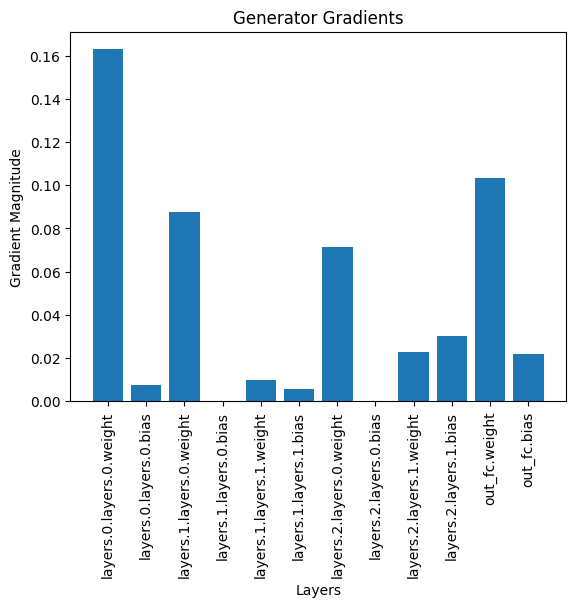 Generator Gradients
Gradient Magnitude
0.16
0.14
0.12
0.10
0.08
0.06
0.04
0.02
0.00
layers.0.layers.0.weight
layers.0.layers.0.bias
layers.1.layers.0.weight
layers.1.layers.0.bias
layers.1.layers.1.weight
layers.1.layers.1.bias
layers.2.layers.0.weight
layers.2.layers.0.bias
layers.2.layers.1.weight
layers.2.layers.1.bias
out_fc.weight
out_fc.bias
Layers